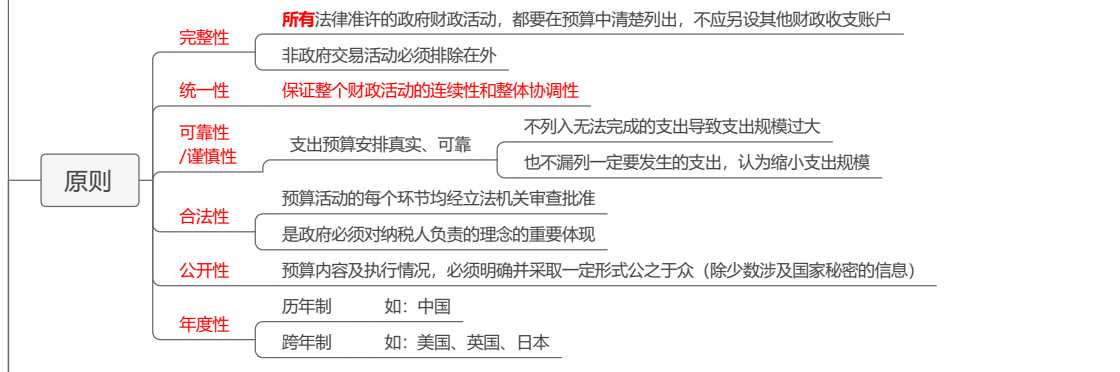 原则
完整性
所有法律准许的政府财政活动，都要在预算中清楚列出，不应另设其他财政收支账户
非政府交易活动必须排除在外
统一性
保证整个财政活动的连续性和整体协调性
可靠性
/谨慎性
支出预算安排真实、可靠
不列入无法完成的支出导致支出规模过大
也不漏列一定要发生的支出，认为缩小支出规模
合法性
预算活动的每个环节均经立法机关审查批准
是政府必须对纳税人负责的理念的重要体现
公开性
预算内容及执行情况，必须明确并采取一定形式公之于众（除少数涉及国家秘密的信息）
年度性
历年制 如：中国
跨年制 如：美国、英国、日本